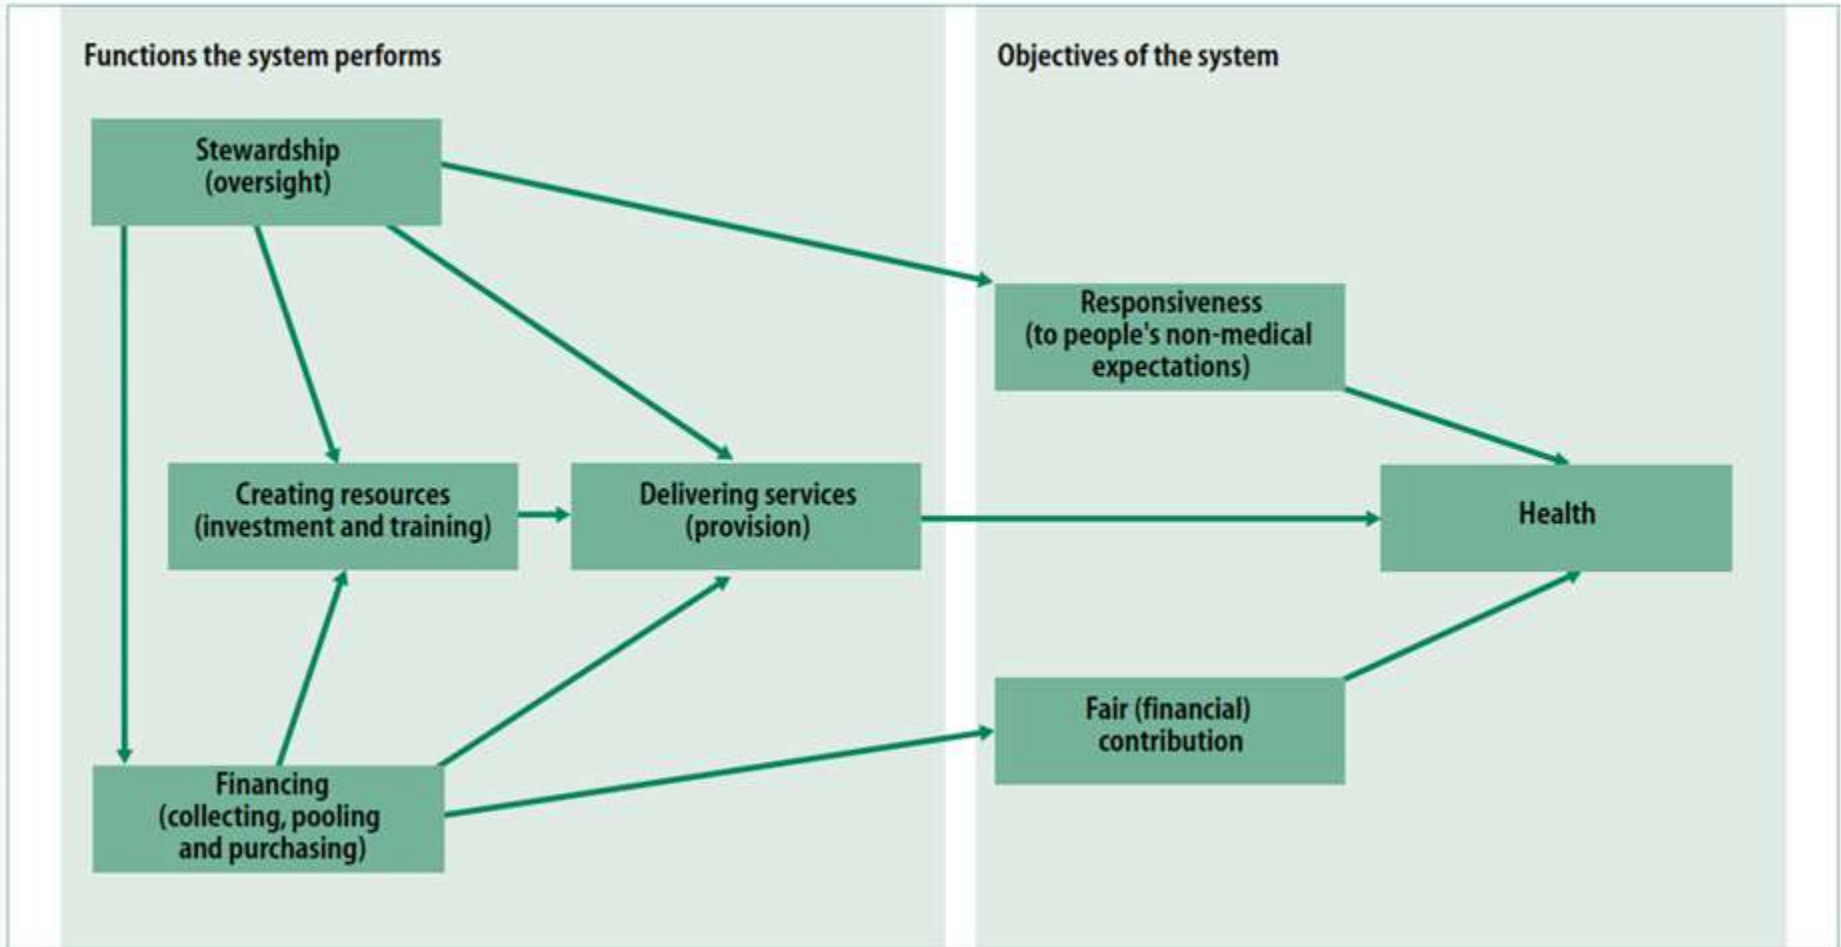 Functions the system performs
Objectives of the system
Stewardship
(oversight)
Responsiveness
(to people's non-medical
expectations)
Creating resources
(investment and training)
Delivering services
(provision)
Health
Fair (financial)
contribution
Financing
(collecting, pooling
and purchasing)